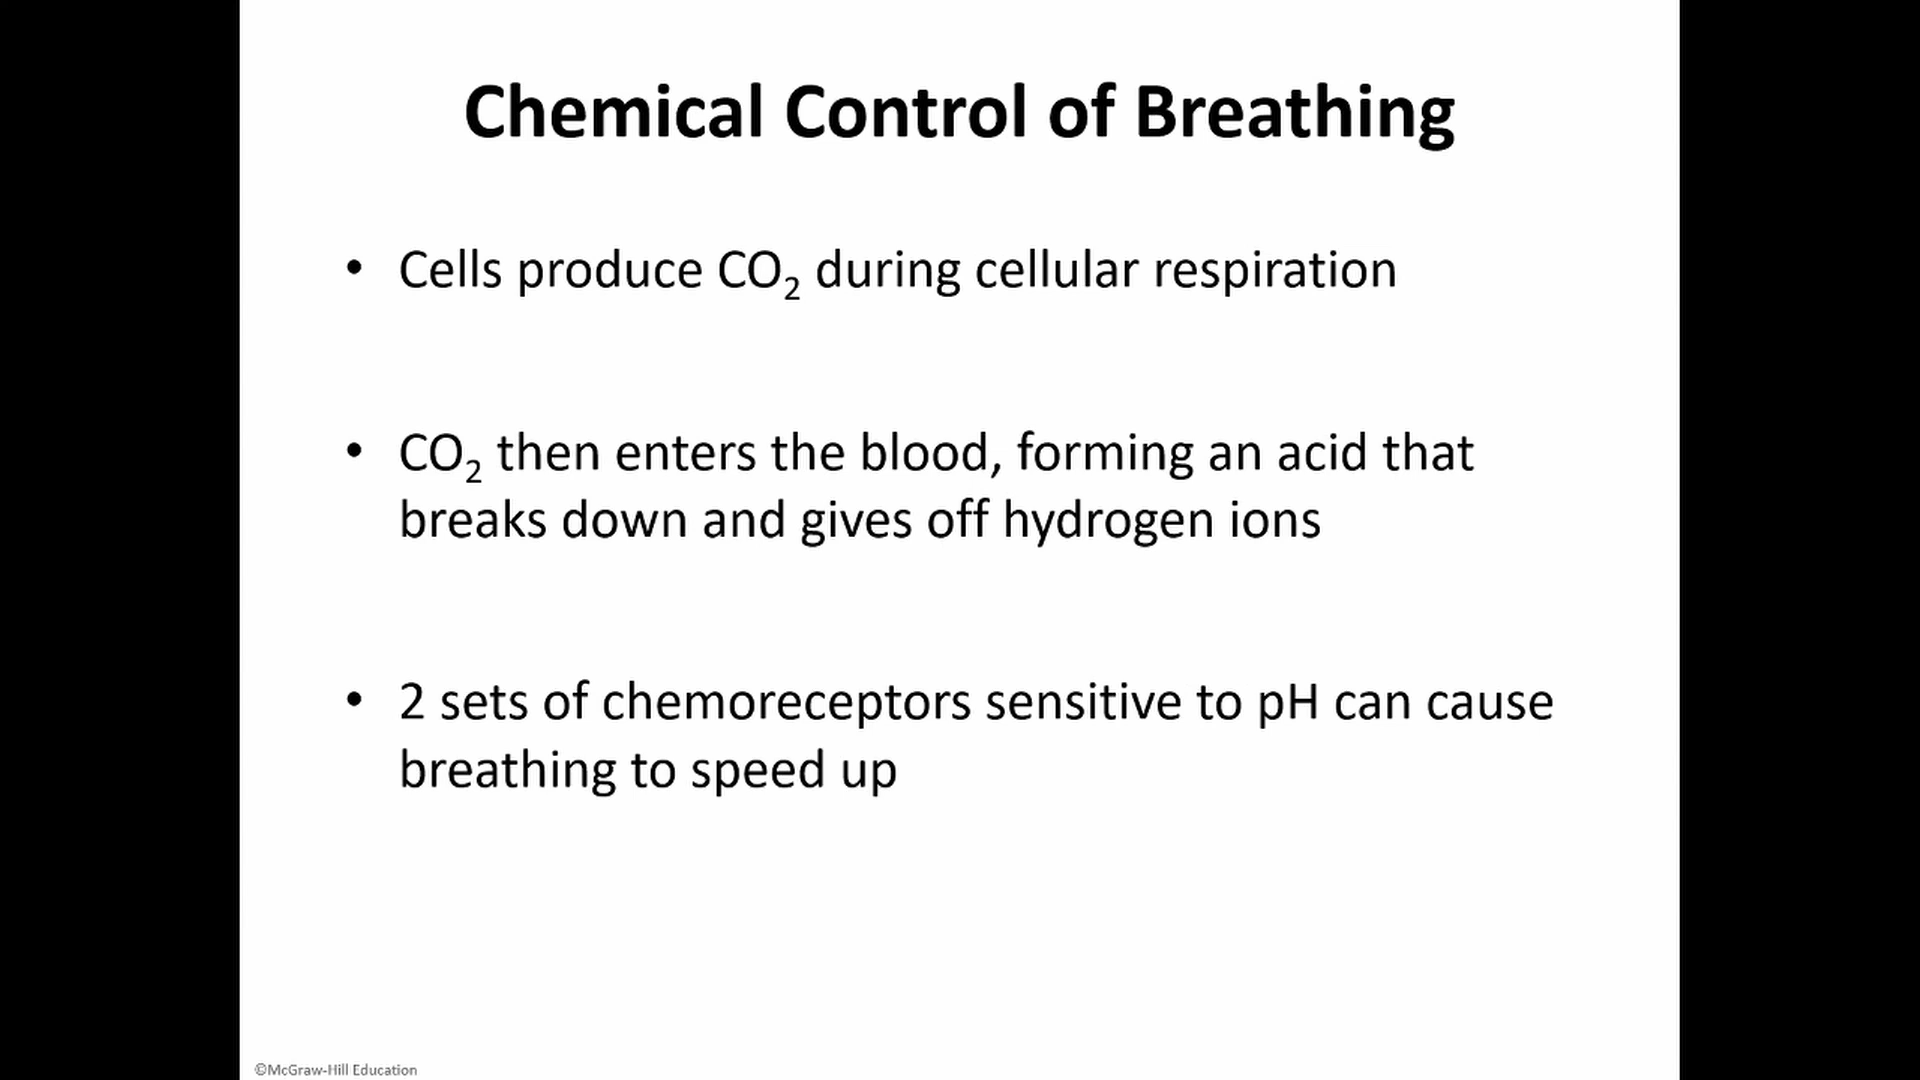 Chemical Control of Breathing
• Cells produce CO₂ during cellular respiration
• CO₂ then enters the blood, forming an acid that
breaks down and gives off hydrogen ions
• 2 sets of chemoreceptors sensitive to pH can cause
breathing to speed up
©McGraw-Hill Education